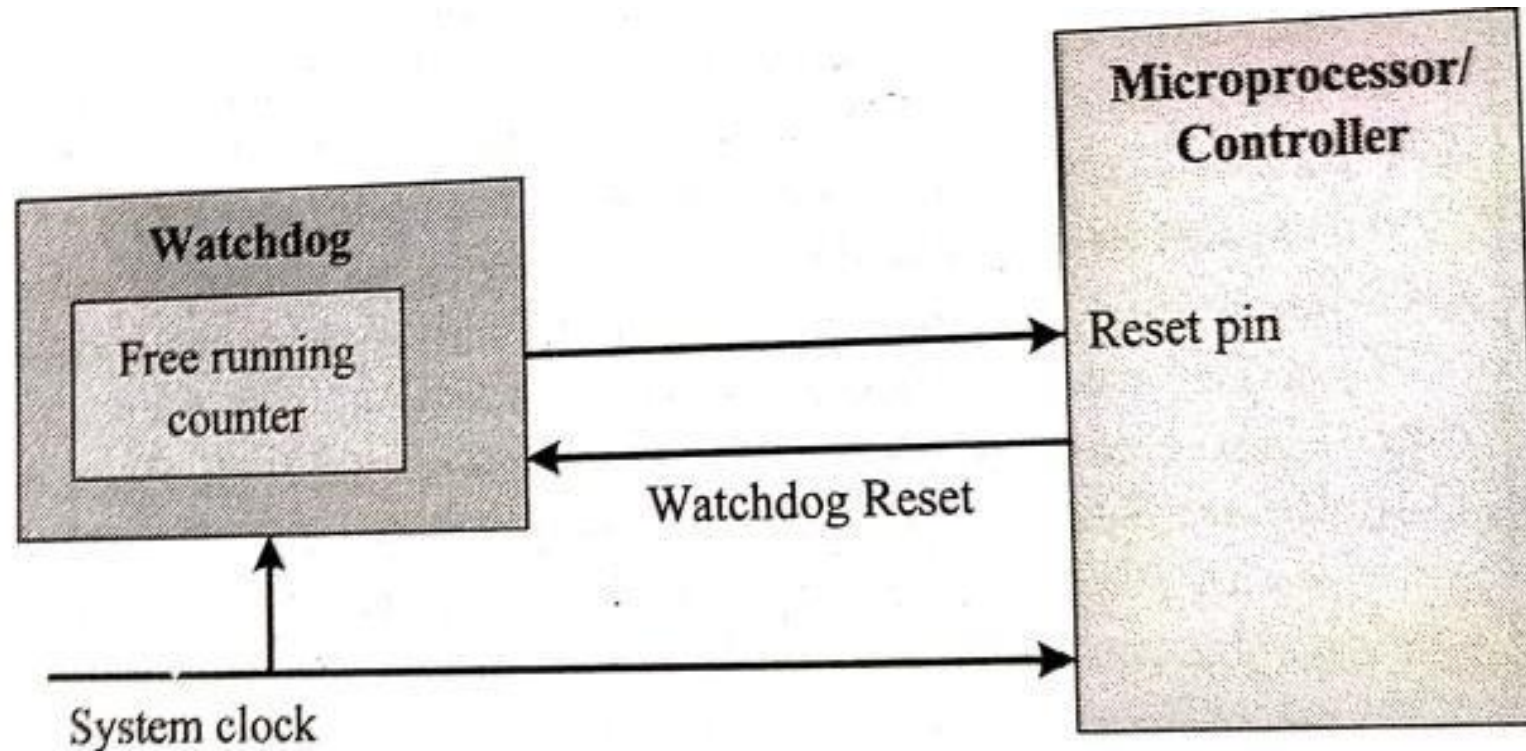 Microprocessor/
Controller
Watchdog
Free running
counter
Reset pin
Watchdog Reset
System clock